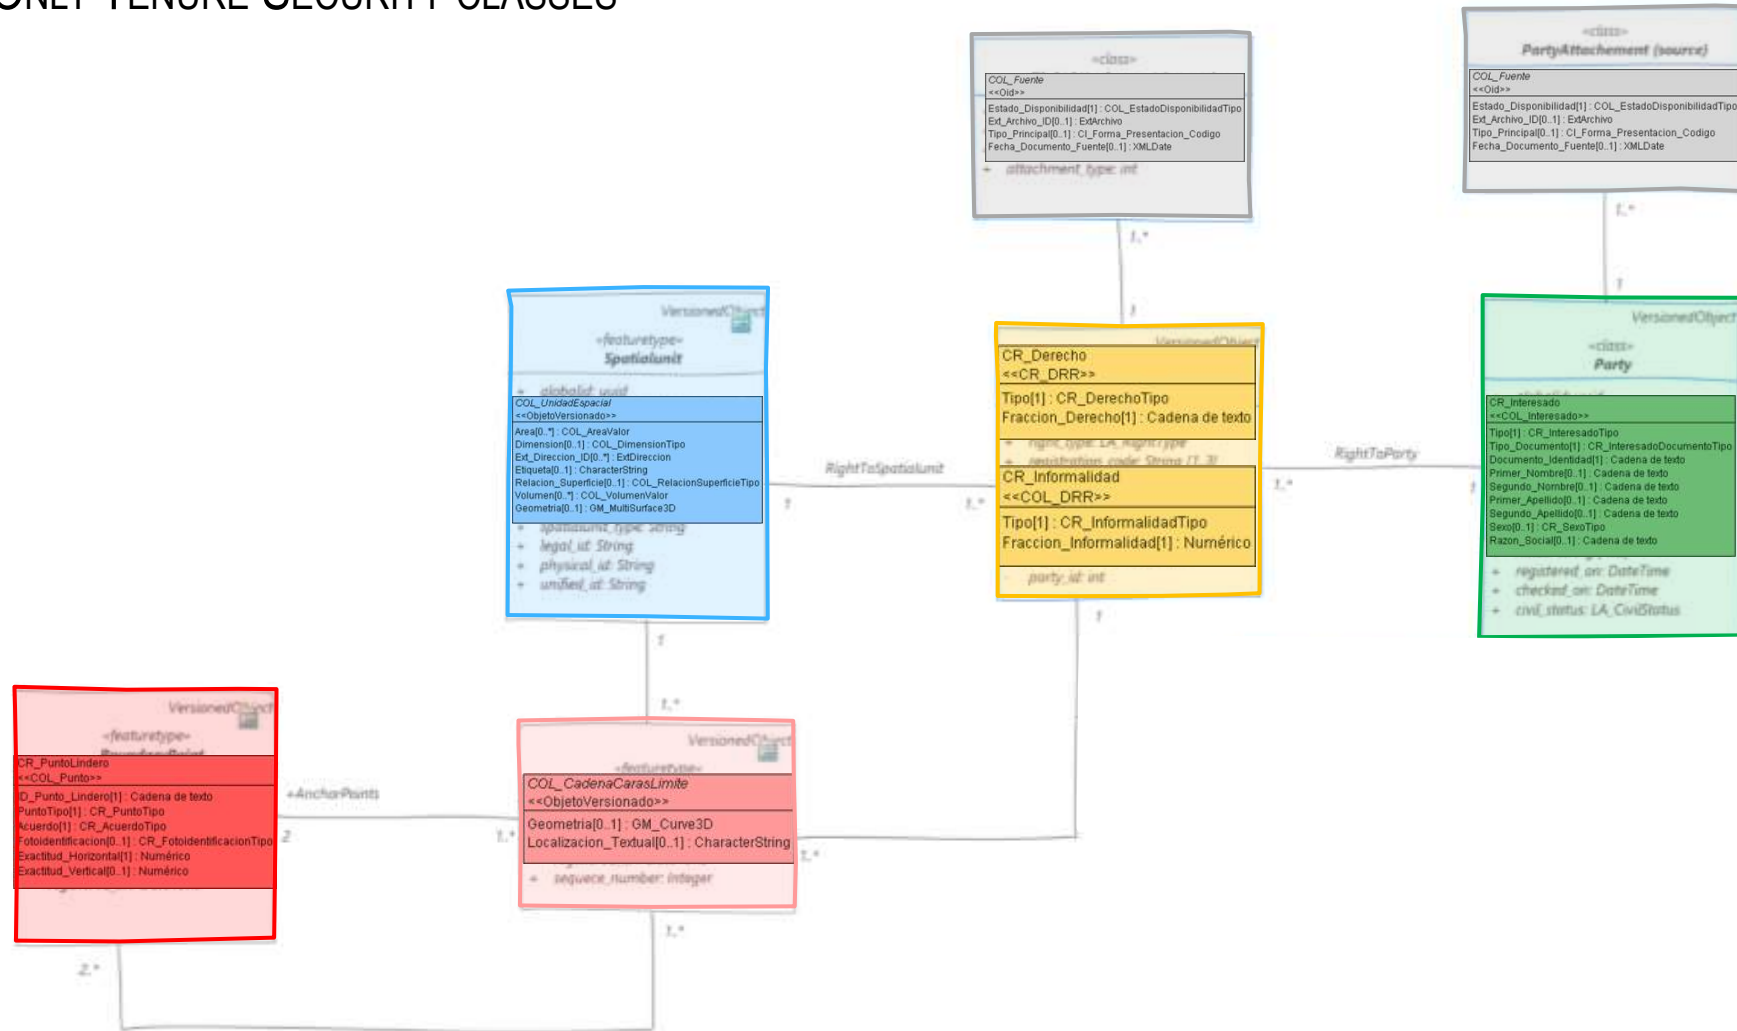 ONLY TENURE SECURITY CLASSES
«class»
COL_Fuente
<<Oid>>
Estado_Disponibilidad[1] : COL_EstadoDisponibilidadTipo
Ext_Archivo_ID[0..1] : ExtArchivo
Tipo_Principal[0..1] : CI_Forma_Presentacion_Codigo
Fecha_Documento_Fuente[0..1] : XMLDate
+ attachment_type: int
«class»
PartyAttachement (source)
COL_Fuente
<<Oid>>
Estado_Disponibilidad[1] : COL_EstadoDisponibilidadTipo
Ext_Archivo_ID[0..1] : ExtArchivo
Tipo_Principal[0..1] : CI_Forma_Presentacion_Codigo
Fecha_Documento_Fuente[0..1] : XMLDate
1..*
1
1..*
1
VersionedObject
«featuretype»
Spatialunit
+ globalid: uuid
COL_UnidadEspacial
<<ObjetoVersionado>>
Area[0..*] : COL_AreaValor
Dimension[0..1] : COL_DimensionTipo
Ext_Direccion_ID[0..*] : ExtDireccion
Etiqueta[0..1] : CharacterString
Relacion_Superficie[0..1] : COL_RelacionSuperficieTipo
Volumen[0..*] : COL_VolumenValor
Geometria[0..1] : GM_MultiSurface3D
+ spatialunit_type: String
+ legal_id: String
+ physical_id: String
+ unified_id: String
RightToSpatialunit
1
1..*
VersionedObject
CR_Derecho
<<CR_DRR>>
Tipo[1] : CR_DerechoTipo
Fraccion_Derecho[1] : Cadena de texto
+ right_type: LA_RightType
+ registration_code: String [1..3]
CR_Informalidad
<<COL_DRR>>
Tipo[1] : CR_InformalidadTipo
Fraccion_Informalidad[1] : Numérico
- party_id: int
RightToParty
1..*
1
VersionedObject
«class»
Party
CR_Interesado
<<COL_Interesado>>
Tipo[1] : CR_InteresadoTipo
Tipo_Documento[1] : CR_InteresadoDocumentoTipo
Documento_Identidad[1] : Cadena de texto
Primer_Nombre[0..1] : Cadena de texto
Segundo_Nombre[0..1] : Cadena de texto
Primer_Apellido[0..1] : Cadena de texto
Segundo_Apellido[0..1] : Cadena de texto
Sexo[0..1] : CR_SexoTipo
Razon_Social[0..1] : Cadena de texto
+ registered_on: DateTime
+ checked_on: DateTime
+ civil_status: LA_CivilStatus
1
1
1..*
VersionedObject
«featuretype»
BoundaryPoint
CR_PuntoLindero
<<COL_Punto>>
ID_Punto_Lindero[1] : Cadena de texto
PuntoTipo[1] : CR_PuntoTipo
Acuerdo[1] : CR_AcuerdoTipo
Fotoidentificacion[0..1] : CR_FotoidentificacionTipo
Exactitud_Horizontal[1] : Numérico
Exactitud_Vertical[0..1] : Numérico
+AnchorPoints
2
1..*
VersionedObject
«featuretype»
COL_CadenaCarasLimite
<<ObjetoVersionado>>
Geometria[0..1] : GM_Curve3D
Localizacion_Textual[0..1] : CharacterString
+ sequece_number: integer
1..*
1..*
2..*